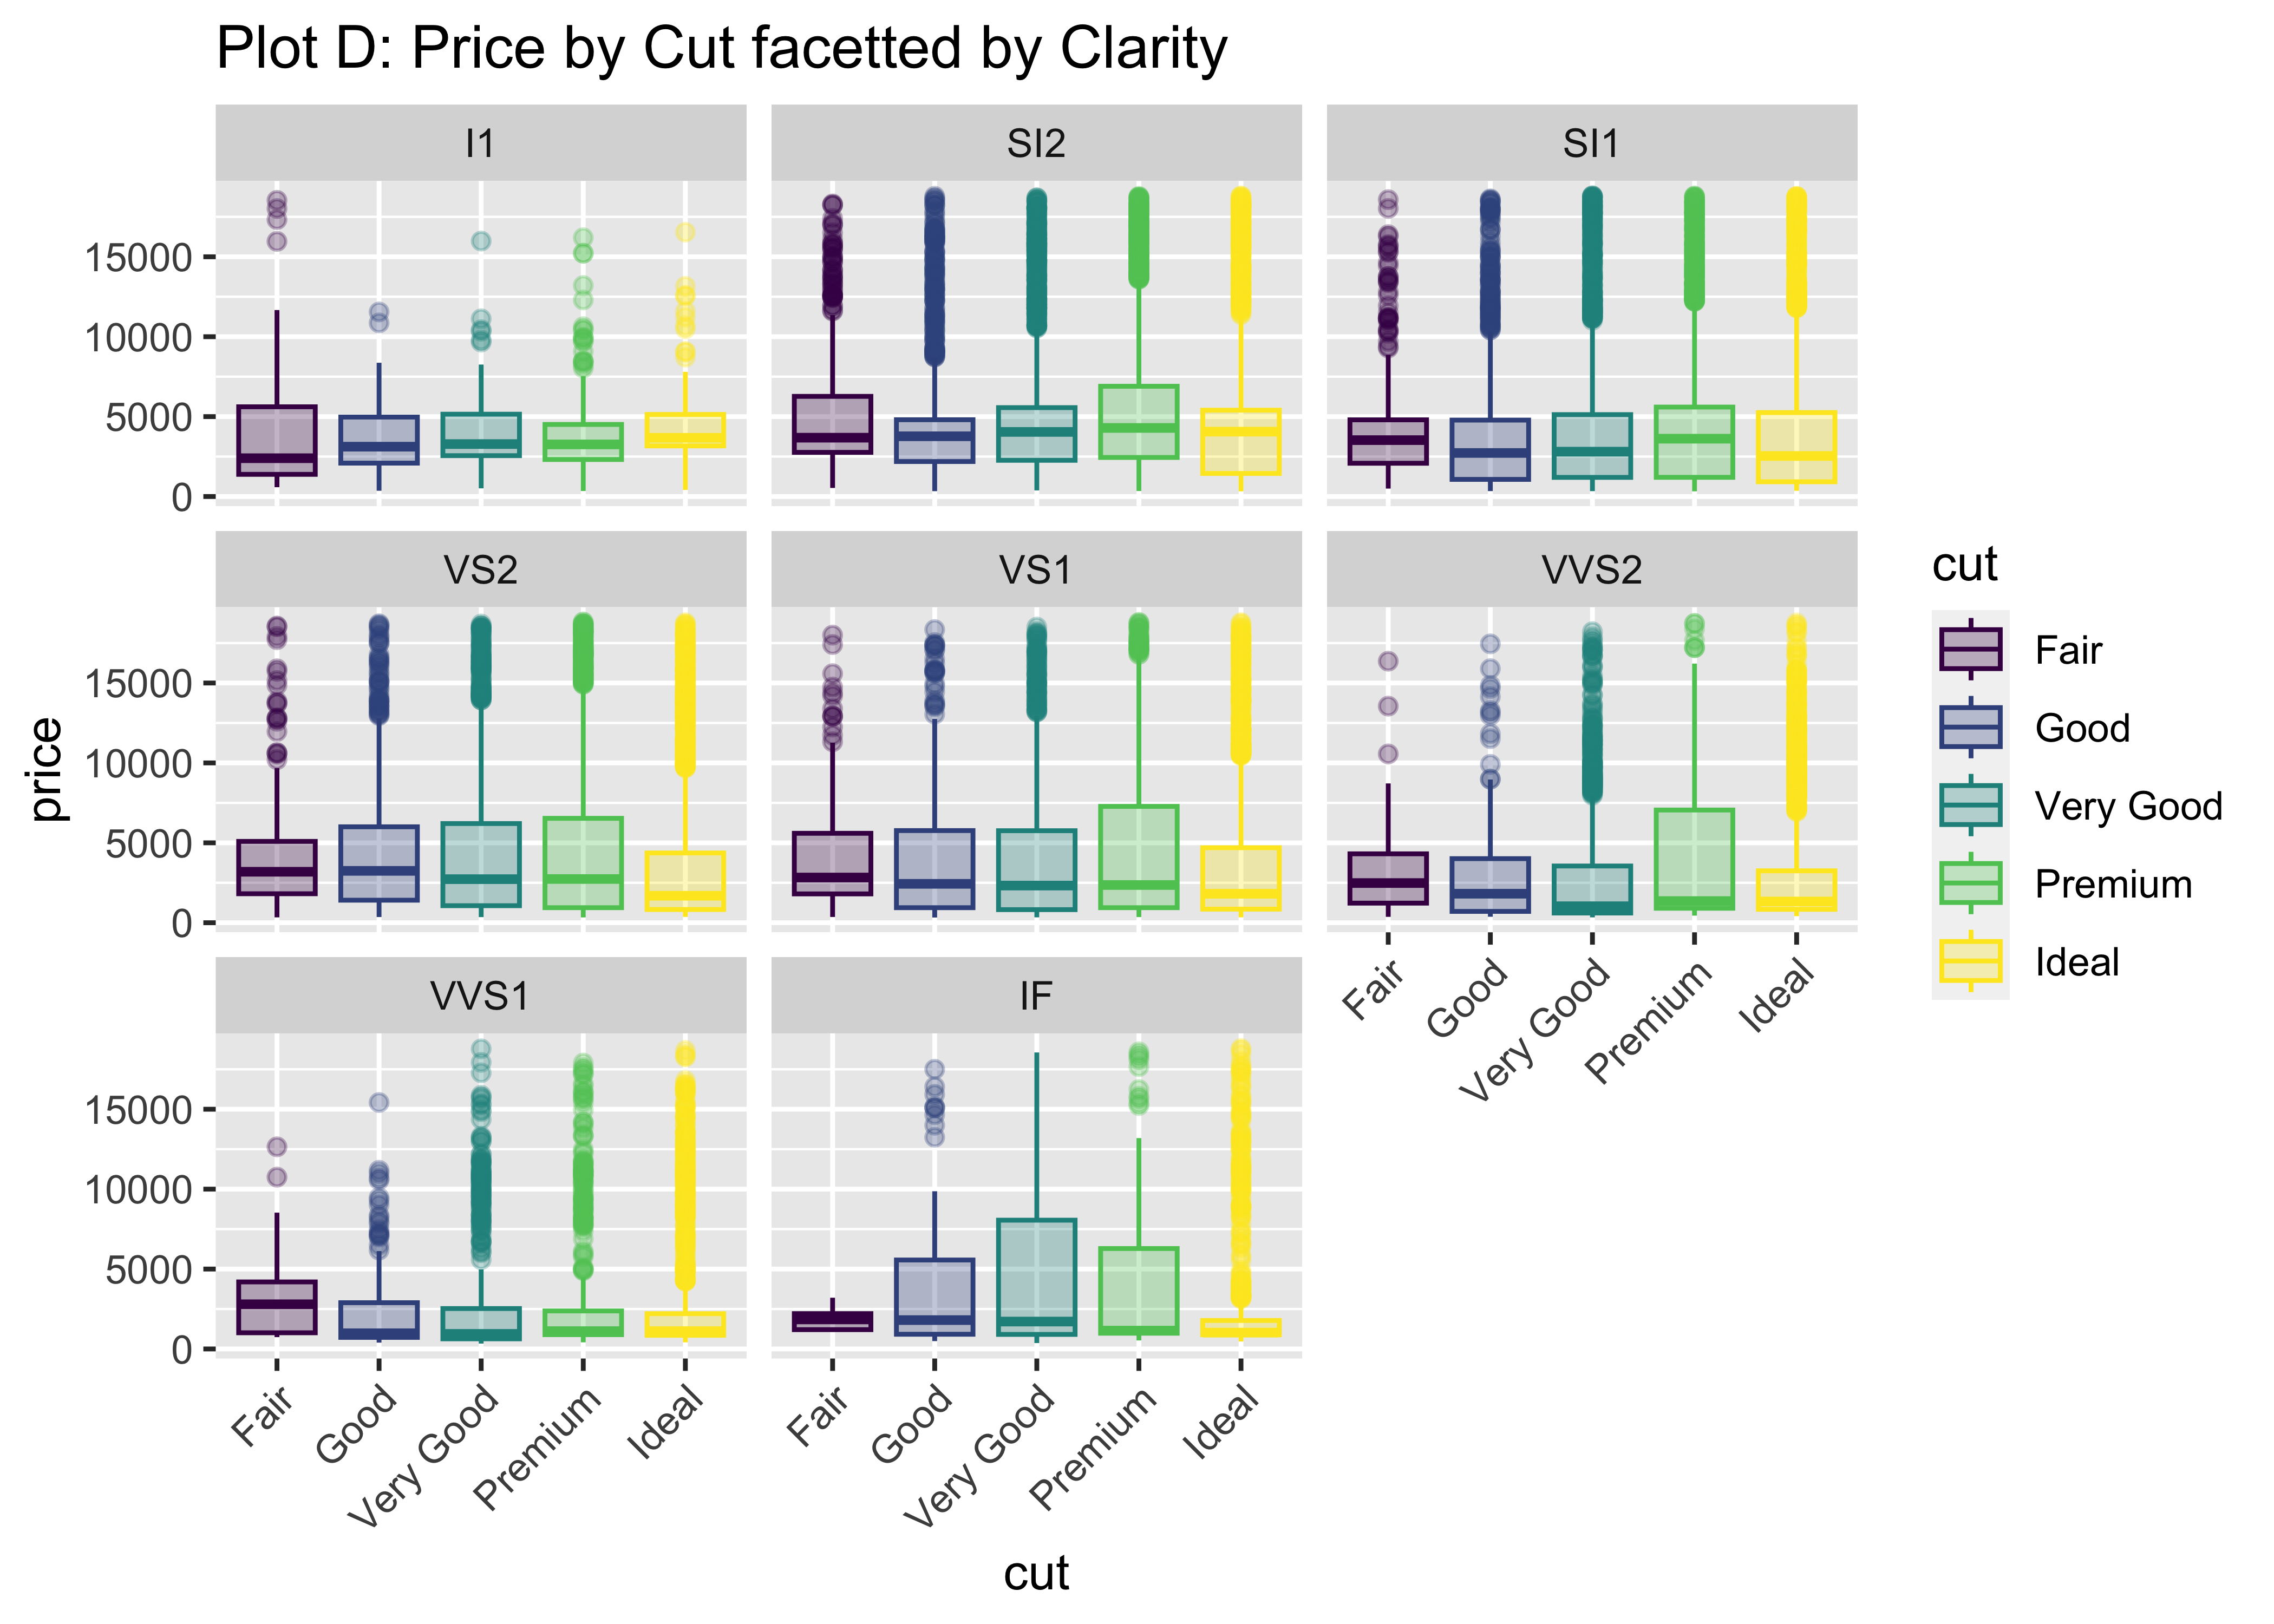 Plot D: Price by Cut facetted by Clarity
I1
SI2
SI1
15000
10000
5000
0
VS2
VS1
VVS2
15000
10000
5000
0
Fair
Good
Very Good
Premium
Ideal
VVS1
IF
15000
10000
5000
0
Fair
Good
Very Good
Premium
Ideal
Fair
Good
Very Good
Premium
Ideal
price
cut
cut
Fair
Good
Very Good
Premium
Ideal